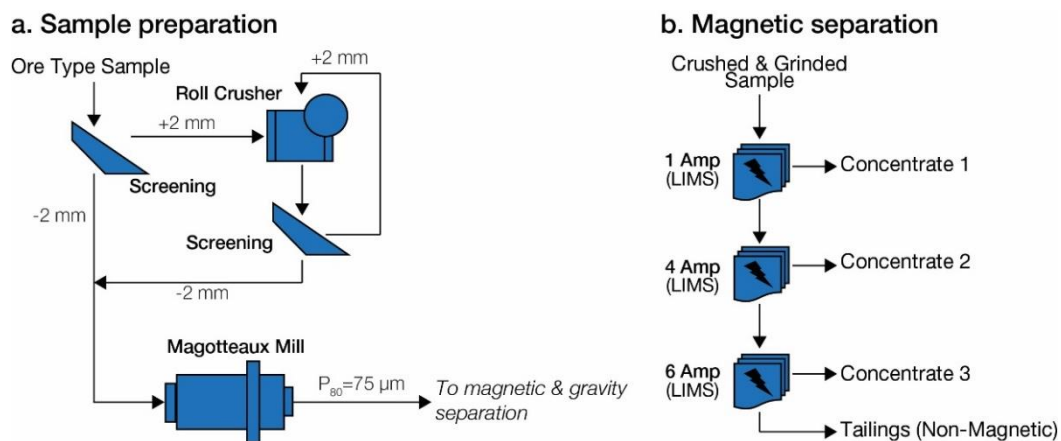 a. Sample preparation
Ore Type Sample
+2 mm
Roll Crusher
+2 mm
Screening
-2 mm
Screening
-2 mm
Magotteaux Mill
P80=75 µm
To magnetic & gravity
separation
b. Magnetic separation
Crushed & Grinded
Sample
1 Amp
(LIMS)
Concentrate 1
4 Amp
(LIMS)
Concentrate 2
6 Amp
(LIMS)
Concentrate 3
Tailings (Non-Magnetic)